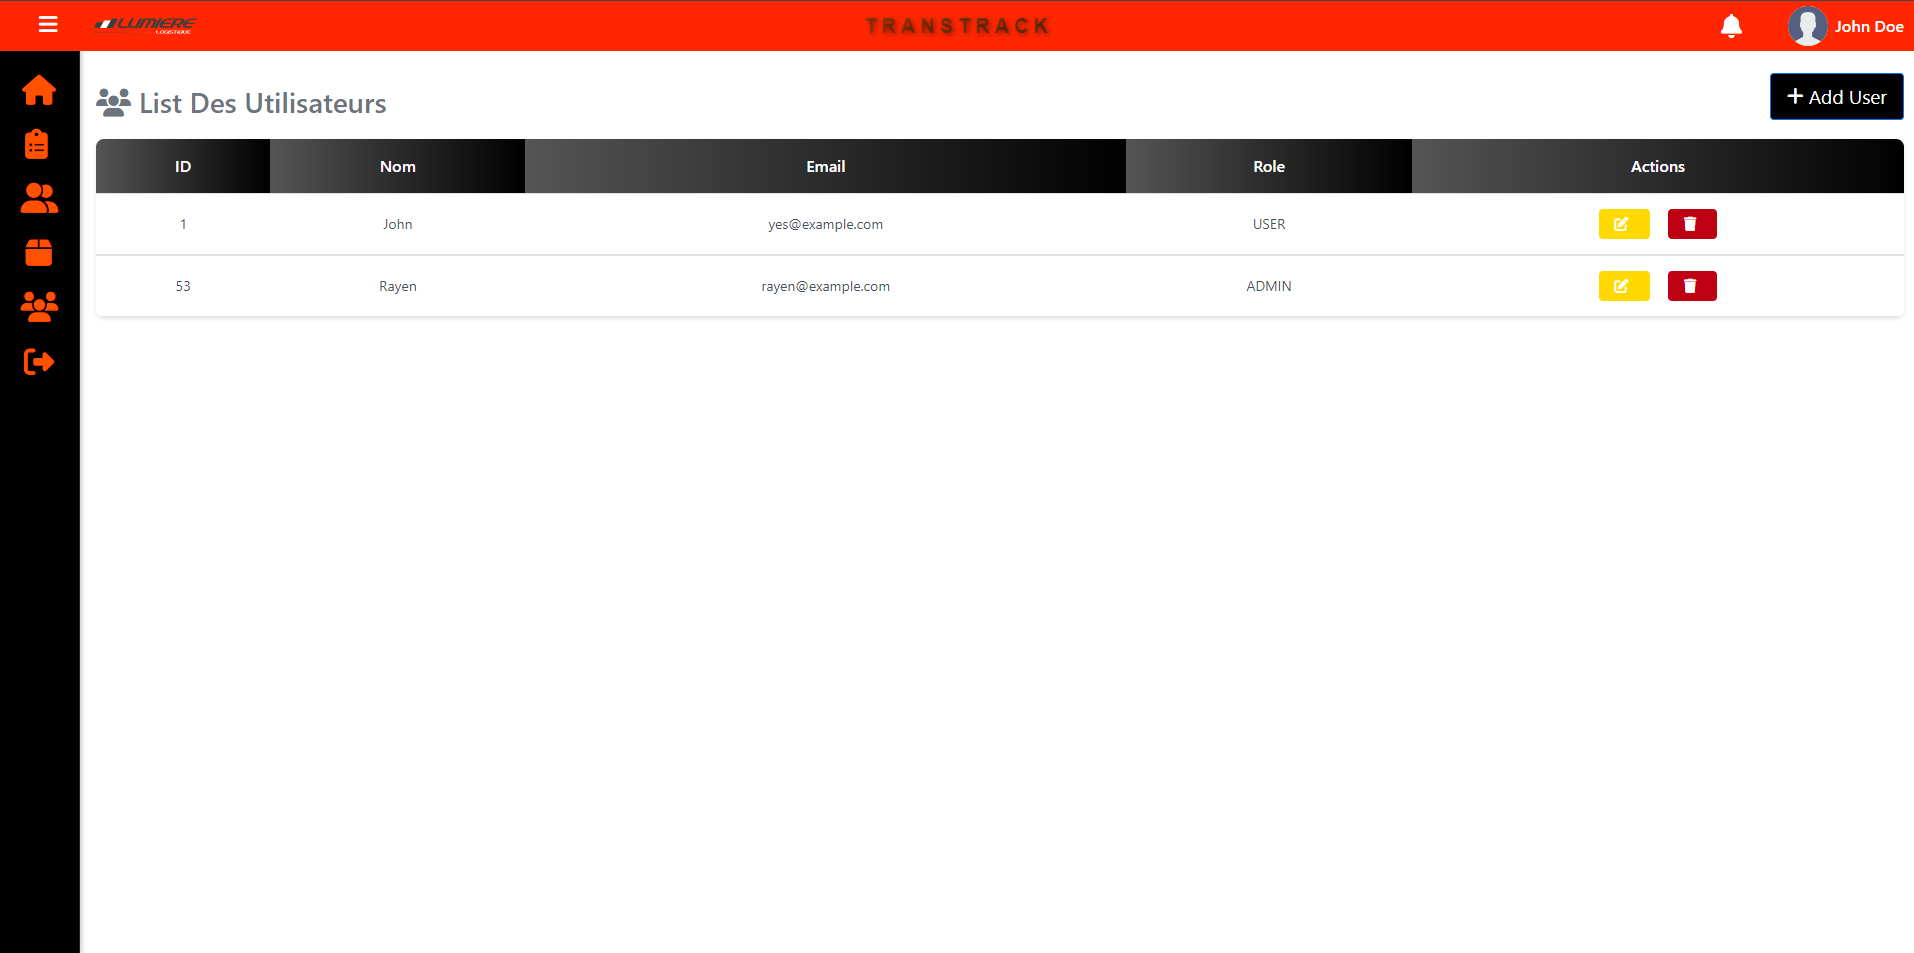 LUMIERE
LOGISTIQUE
TRANSTRACK
John Doe
List Des Utilisateurs
Add User
ID Nom Email Role Actions
1 John yes@example.com USER
53 Rayen rayen@example.com ADMIN